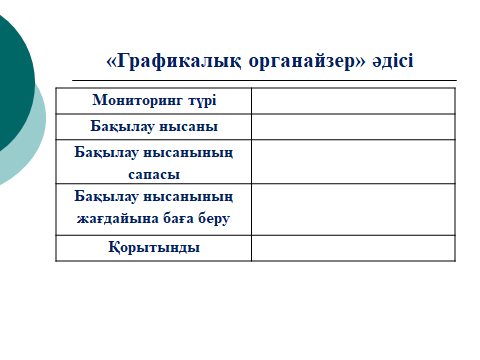 «Графикалық органайзер» әдісі
Мониторинг түрі
Бақылау нысаны
Бақылау нысанының
сапасы
Бақылау нысанының
жағдайына баға беру
Қорытынды